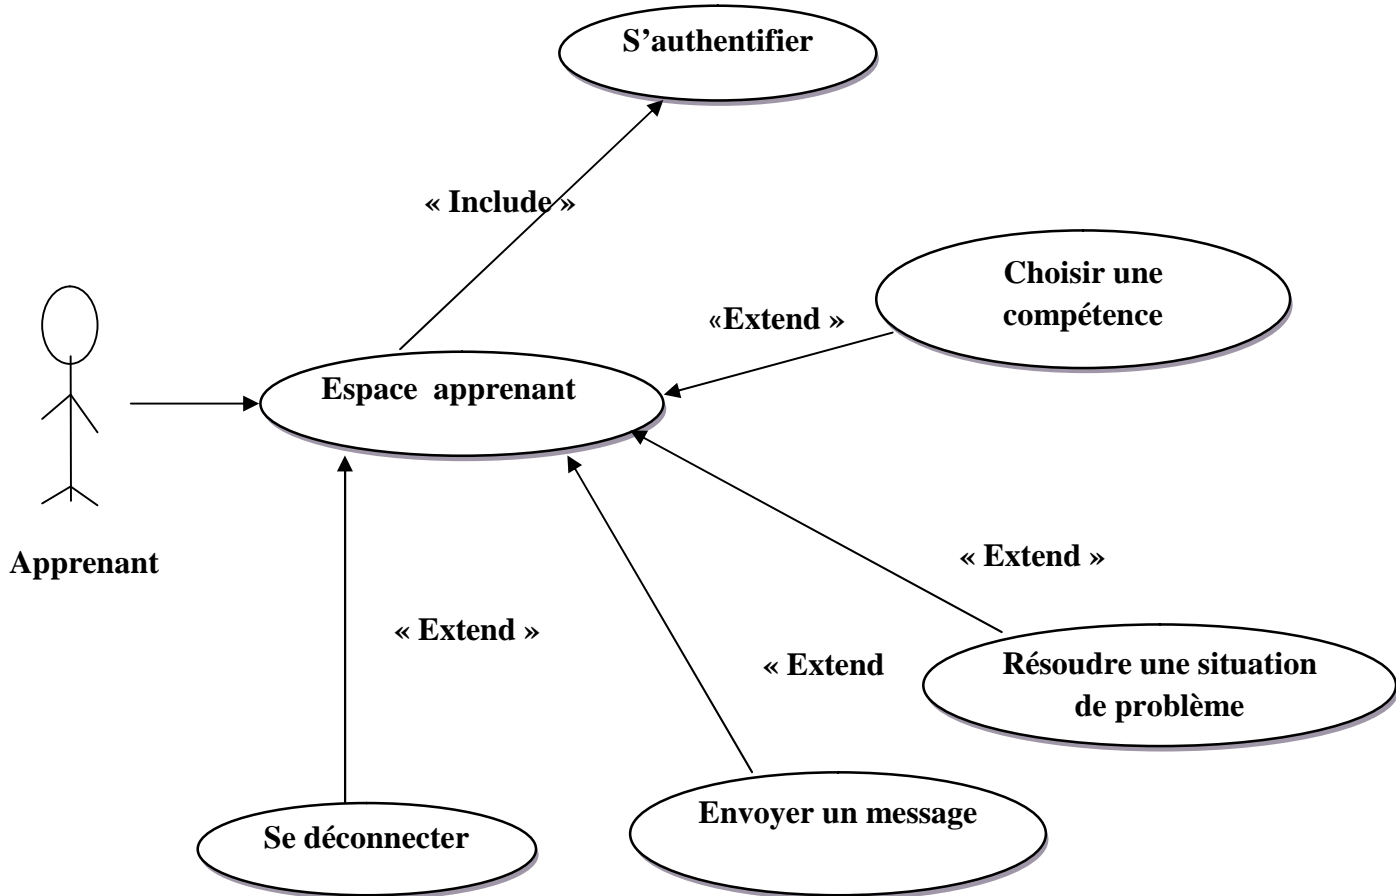 S’authentifier
« Include »
Choisir une
compétence
«Extend »
Espace apprenant
Apprenant
« Extend »
« Extend »
« Extend
Résoudre une situation
de problème
Envoyer un message
Se déconnecter